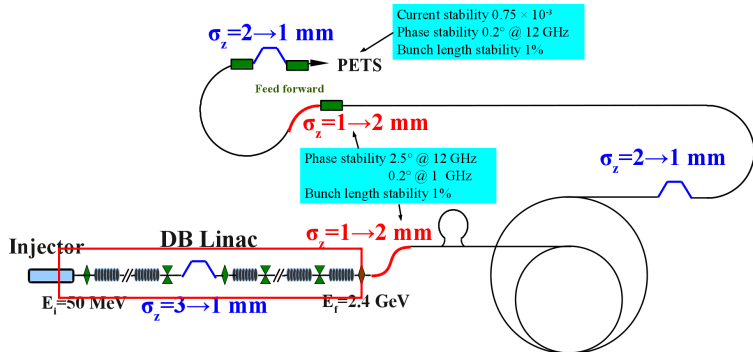 Current stability 0.75 × 10⁻³
Phase stability 0.2° @ 12 GHz
Bunch length stability 1%
σz=2→1 mm
PETS
Feed forward
σz=1→2 mm
Phase stability 2.5° @ 12 GHz
0.2° @ 1 GHz
Bunch length stability 1%
σz=2→1 mm
σz=1→2 mm
DB Linac
Injector
Ei=50 MeV
σz=3→1 mm
Ef=2.4 GeV